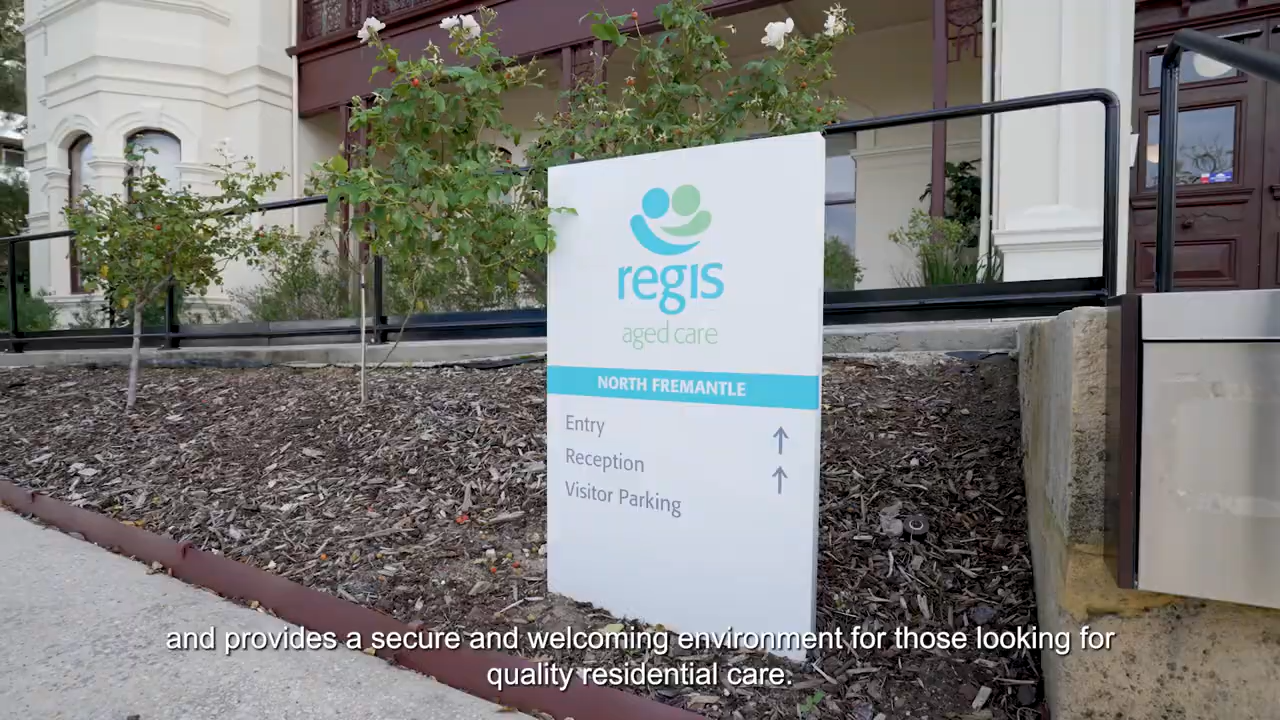 regis
aged care
NORTH FREMANTLE
Entry
Reception
Visitor Parking
and provides a secure and welcoming environment for those looking for
quality residential care.